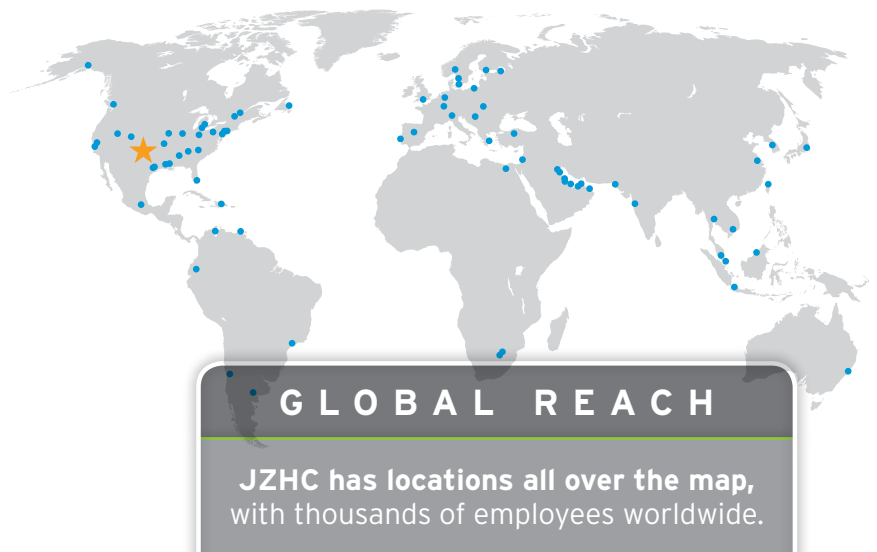 GLOBAL REACH
JZHC has locations all over the map,
with thousands of employees worldwide.